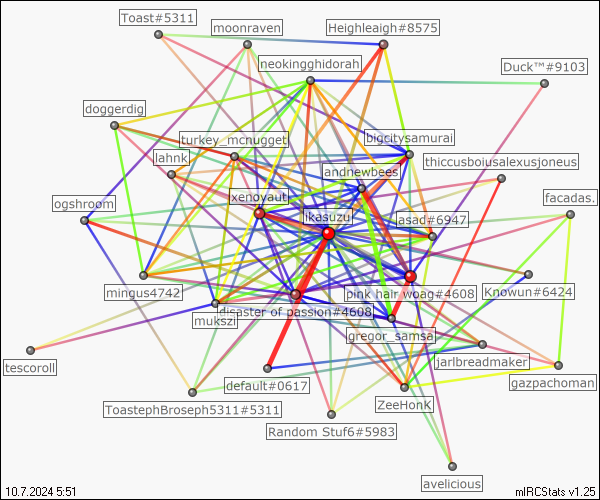 Toast#5311
moonraven
Heighleigh#8575
neokingghidorah
Duck™#9103
doggerdig
turkey_mcnugget
bigcitysamurai
lahnk
andnewbees
thiccusboiusalexusjoneus
xenoyaut
facadas.
ogshroom
ikasuzu
asad#6947
mingus4742
pink hair woag#4608
Knowun#6424
disaster of passion#4608
mukszi
gregor_samsa
tescoroll
jarlbreadmaker
default#0617
gazpachoman
ToastephBroseph5311#5311
ZeeHonk
Random Stuf6#5983
avelicious
10.7.2024 5:51
mIRCStats v1.25